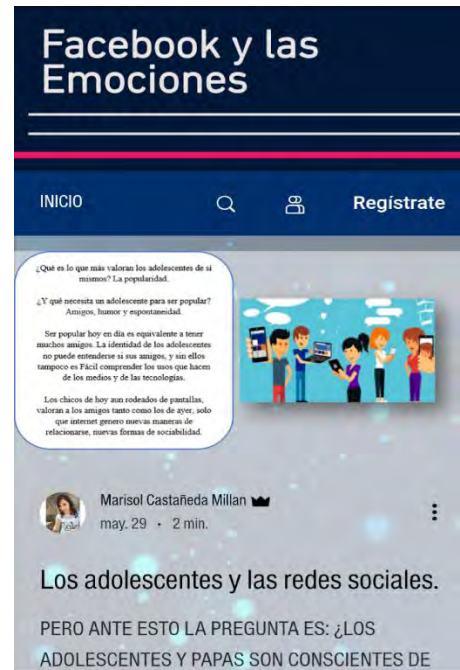 Facebook y las
Emociones
INICIO
Regístrate
¿Qué es lo que más valoran los adolescentes de si
mismos? La popularidad.
¿Y qué necesita un adolescente para ser popular?
Amigos, humor y espontaneidad.
Ser popular hoy en día es equivalente a tener
muchos amigos. La identidad de los adolescentes
no puede entenderse si sus amigos, y sin ellos
tampoco es Fácil comprender los usos que hacen
de los medios y de las tecnologías.
Los chicos de hoy aun rodeados de pantallas,
valoran a los amigos tanto como los de ayer, solo
que internet genero nuevas maneras de
relacionarse, nuevas formas de sociabilidad.
Marisol Castañeda Millan
may. 29 · 2 min.
Los adolescentes y las redes sociales.
PERO ANTE ESTO LA PREGUNTA ES: ¿LOS
ADOLESCENTES Y PAPAS SON CONSCIENTES DE